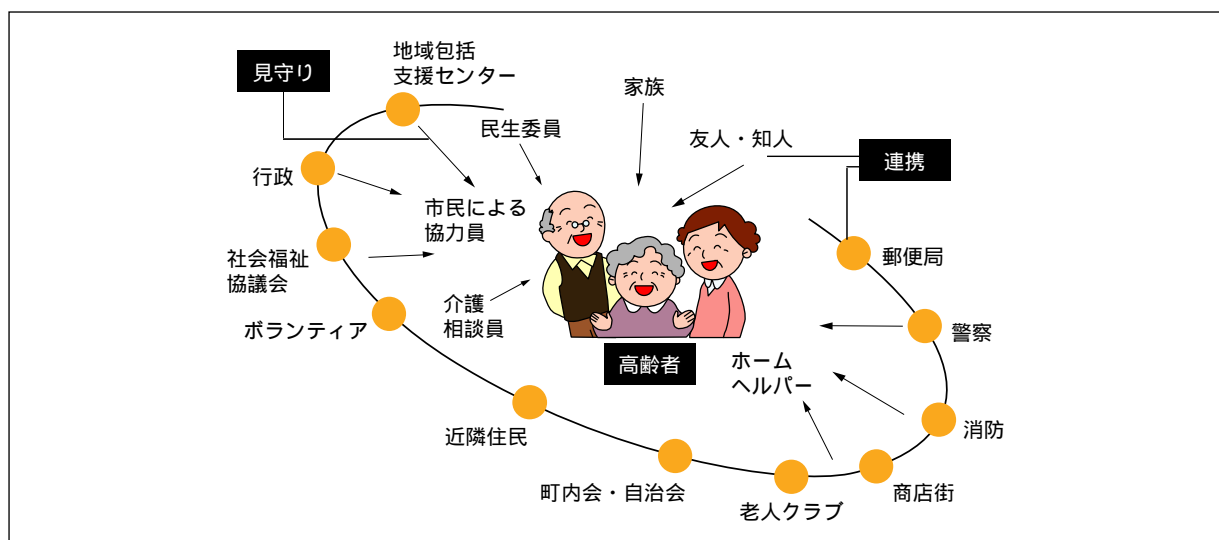 見守り
地域包括
支援センター
家族
民生委員
友人・知人
連携
行政
市民による
協力員
郵便局
社会福祉
協議会
介護
相談員
ボランティア
警察
高齢者
ホーム
ヘルパー
近隣住民
消防
町内会・自治会
商店街
老人クラブ